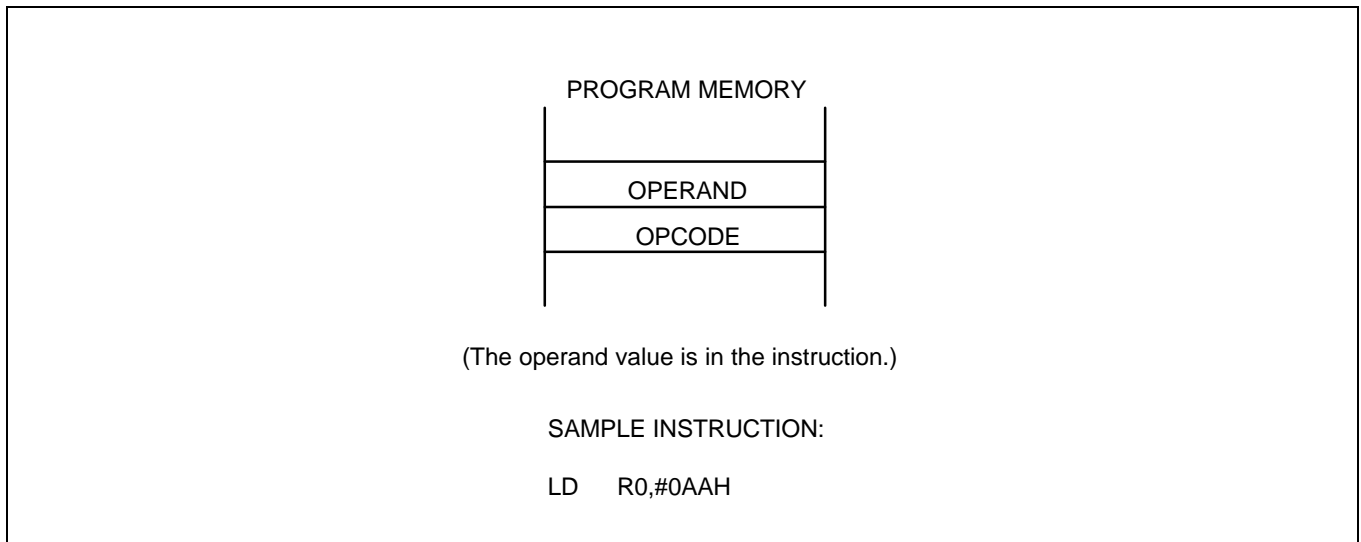 PROGRAM MEMORY
OPERAND
OPCODE
(The operand value is in the instruction.)
SAMPLE INSTRUCTION:
LD R0,#0AAH